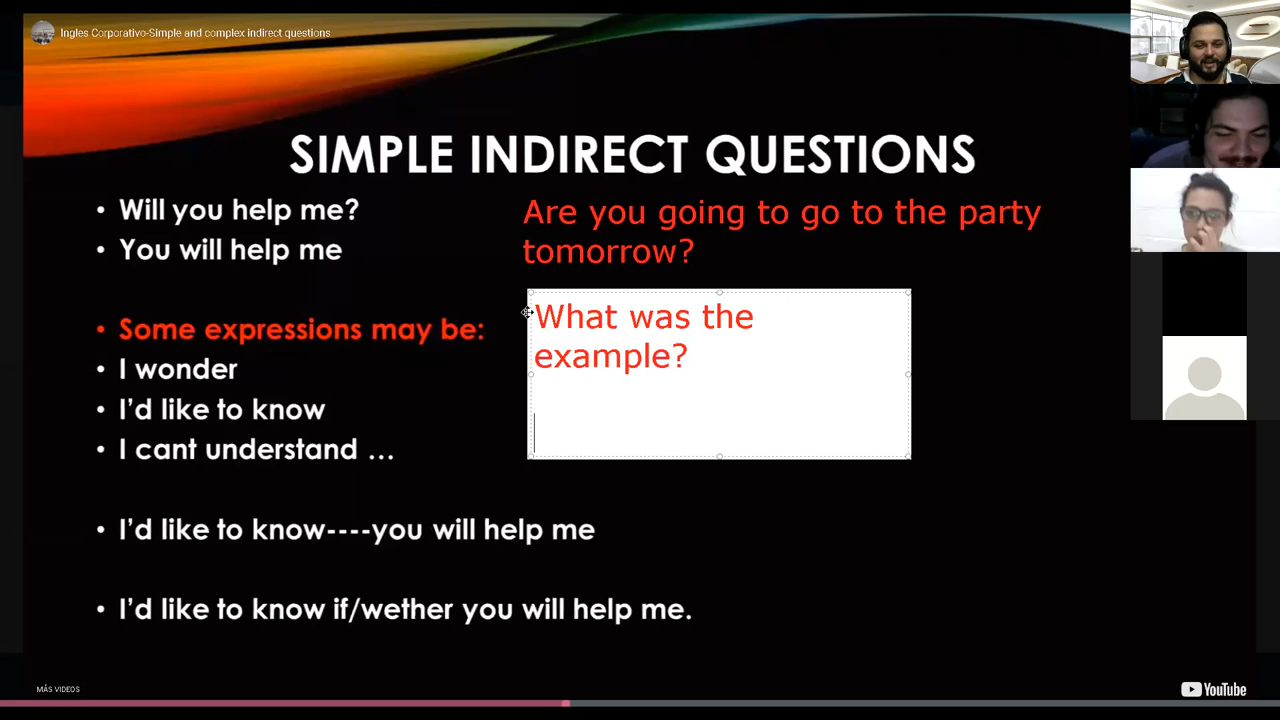 Ingles Corporativo-Simple and complex indirect questions
SIMPLE INDIRECT QUESTIONS
• Will you help me?
• You will help me
• Some expressions may be:
• I wonder
• I'd like to know
• I cant understand …
• I'd like to know----you will help me
• I'd like to know if/wether you will help me.
Are you going to go to the party
tomorrow?
What was the
example?
MÁS VIDEOS
YouTube